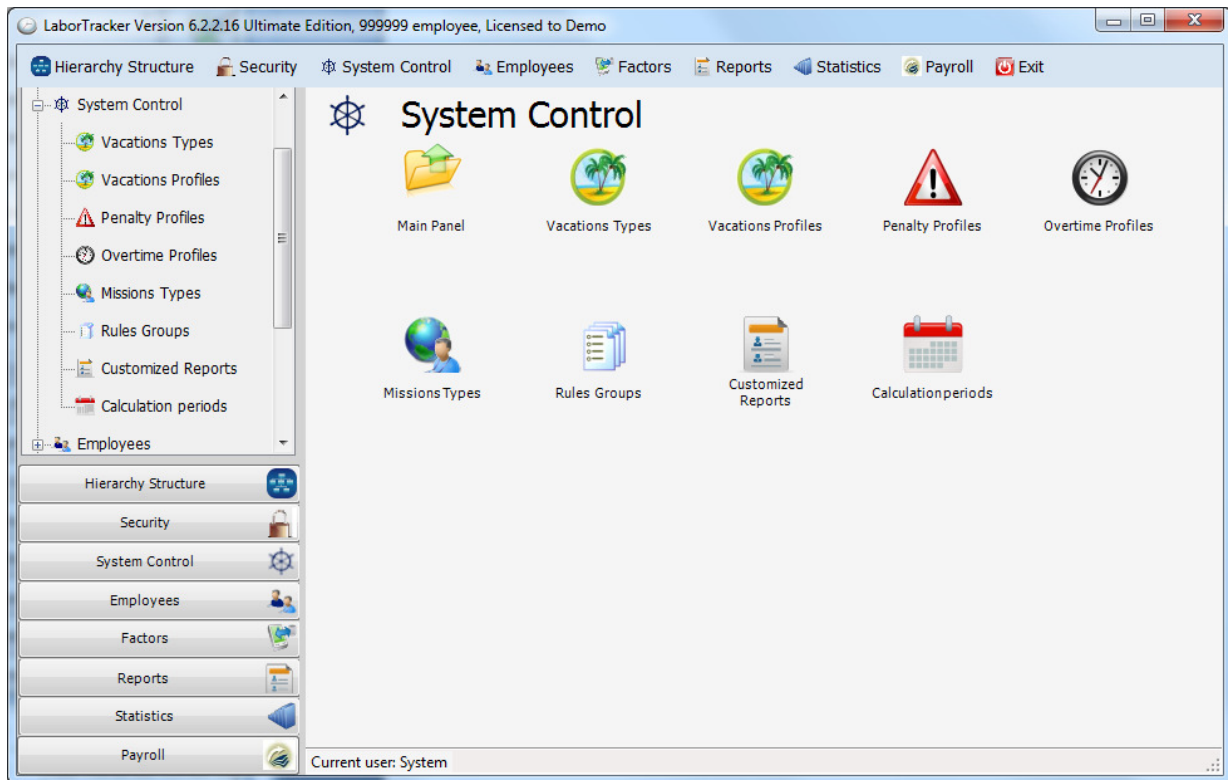 LaborTracker Version 6.2.2.16 Ultimate Edition, 999999 employee, Licensed to Demo
Hierarchy Structure Security System Control Employees Factors Reports Statistics Payroll Exit
System Control
Vacations Types
Vacations Profiles
Penalty Profiles
Overtime Profiles
Missions Types
Rules Groups
Customized Reports
Calculation periods
Employees
Hierarchy Structure
Security
System Control
Employees
Factors
Reports
Statistics
Payroll
System Control
Main Panel Vacations Types Vacations Profiles Penalty Profiles Overtime Profiles
Missions Types Rules Groups Customized Reports Calculation periods
Current user: System